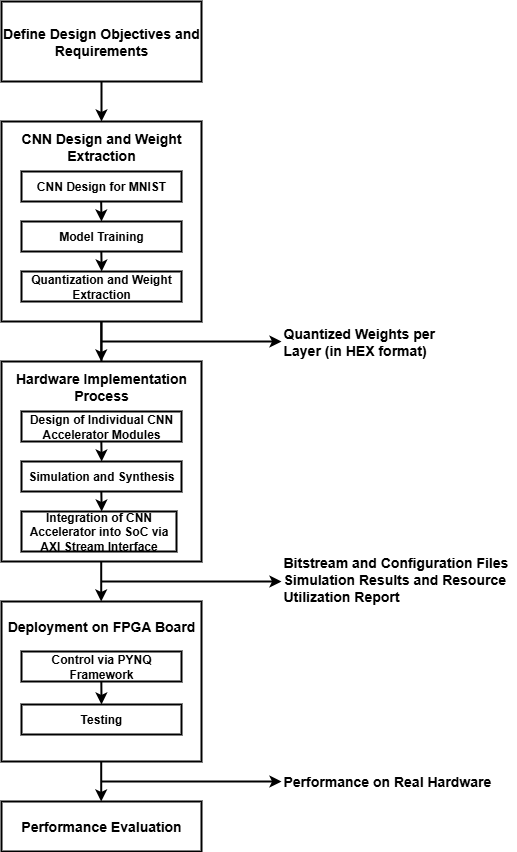 Define Design Objectives and
Requirements
CNN Design and Weight
Extraction
CNN Design for MNIST
Model Training
Quantization and Weight
Extraction
Quantized Weights per
Layer (in HEX format)
Hardware Implementation
Process
Design of Individual CNN
Accelerator Modules
Simulation and Synthesis
Integration of CNN
Accelerator into SoC via
AXI Stream Interface
Bitstream and Configuration Files
Simulation Results and Resource
Utilization Report
Deployment on FPGA Board
Control via PYNQ
Framework
Testing
Performance on Real Hardware
Performance Evaluation